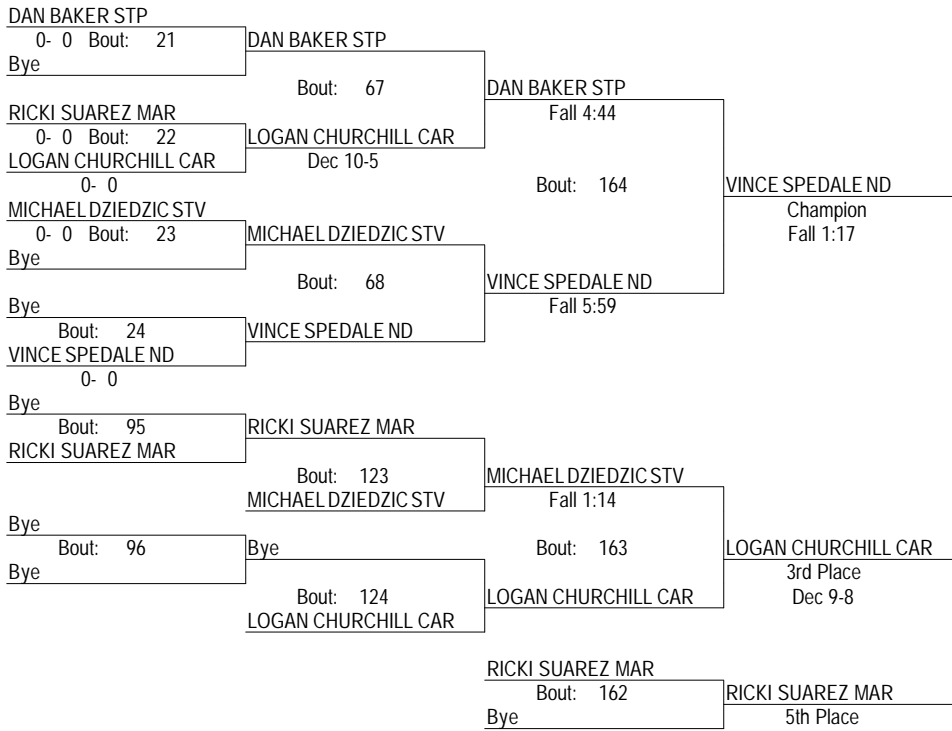 DAN BAKER STP
0- 0 Bout: 21
DAN BAKER STP
Bye
Bout: 67
DAN BAKER STP
RICKI SUAREZ MAR
Fall 4:44
0- 0 Bout: 22
LOGAN CHURCHILL CAR
LOGAN CHURCHILL CAR
Dec 10-5
0- 0
Bout: 164
VINCE SPEDALE ND
MICHAEL DZIEDZIC STV
Champion
0- 0 Bout: 23
MICHAEL DZIEDZIC STV
Fall 1:17
Bye
Bout: 68
VINCE SPEDALE ND
Bye
Fall 5:59
Bout: 24
VINCE SPEDALE ND
VINCE SPEDALE ND
0- 0
Bye
Bout: 95
RICKI SUAREZ MAR
RICKI SUAREZ MAR
Bout: 123
MICHAEL DZIEDZIC STV
MICHAEL DZIEDZIC STV
Fall 1:14
Bye
Bout: 96
Bye
Bout: 163
LOGAN CHURCHILL CAR
Bye
3rd Place
Bout: 124
LOGAN CHURCHILL CAR
Dec 9-8
LOGAN CHURCHILL CAR
RICKI SUAREZ MAR
Bout: 162
RICKI SUAREZ MAR
Bye
5th Place